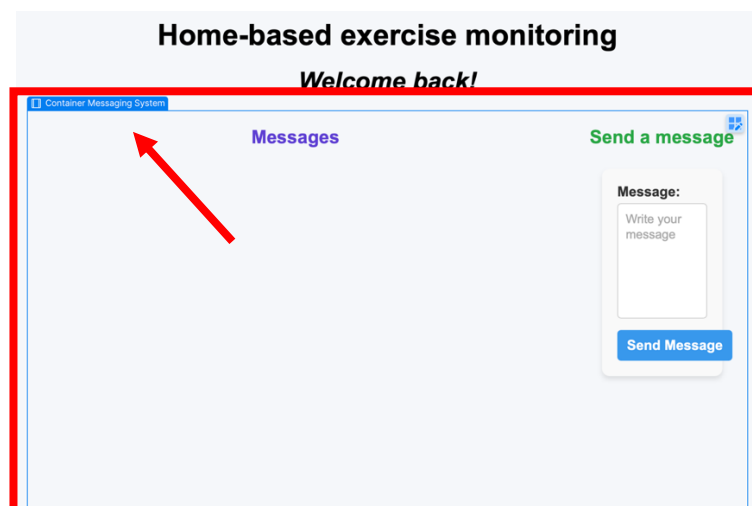 Home-based exercise monitoring
Welcome back!
Container Messaging System
Messages
Send a message
Message:
Write your
message
Send Message